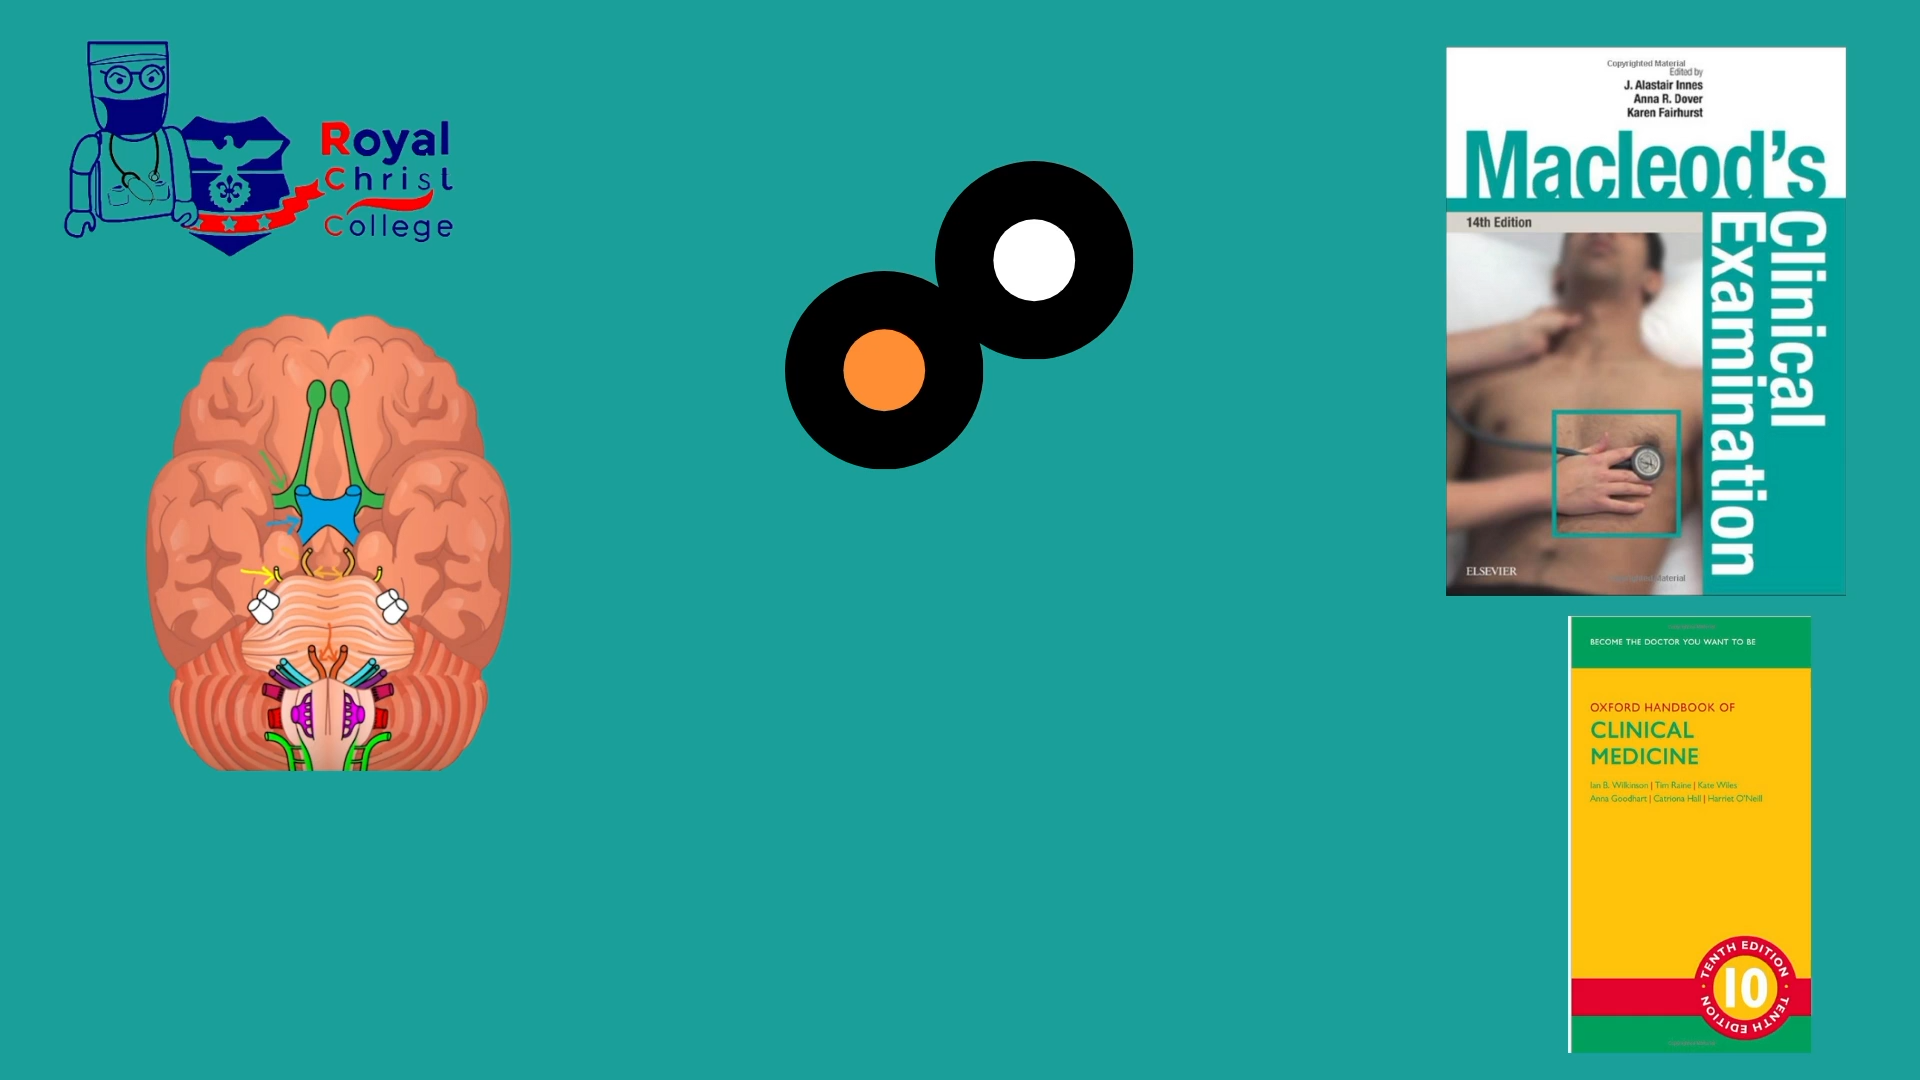 Royal
Christ
College
Copyrighted Material
Edited by
J. Alastair Innes
Anna R. Dover
Karen Fairhurst
Macleod's
14th Edition
Clinical
Examination
ELSEVIER
BECOME THE DOCTOR YOU WANT TO BE
OXFORD HANDBOOK OF
CLINICAL
MEDICINE
Ian B. Wilkinson | Tim Raine | Kate Wiles
Anna Goodhart | Catriona Hall | Harriet O'Neill
TENTH EDITION
10
TENTH EDITION